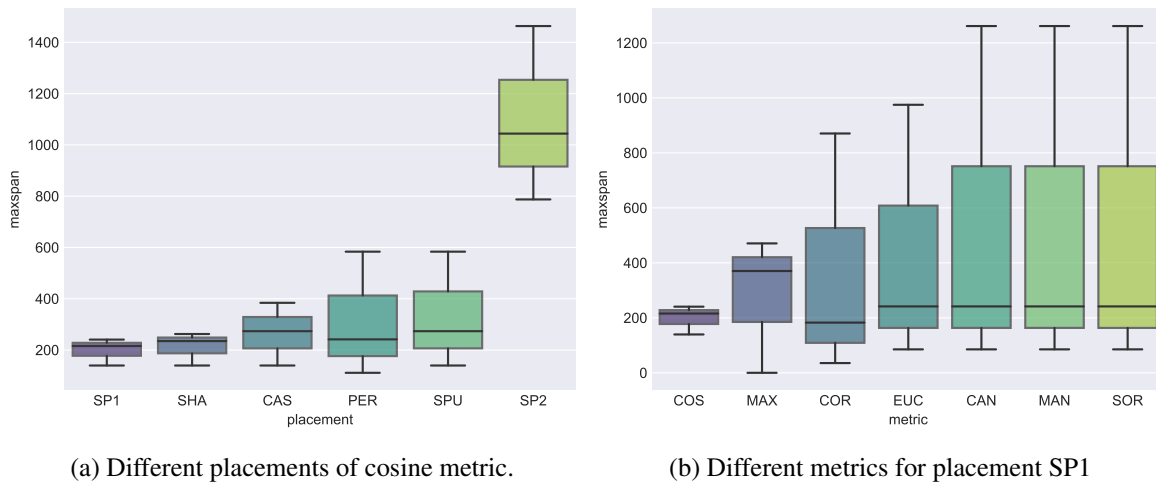 1400
1200
1000
800
600
400
200
maxspan
SP1 SHA CAS PER SPU SP2
placement
(a) Different placements of cosine metric.
1200
1000
800
600
400
200
0
maxspan
COS MAX COR EUC CAN MAN SOR
metric
(b) Different metrics for placement SP1